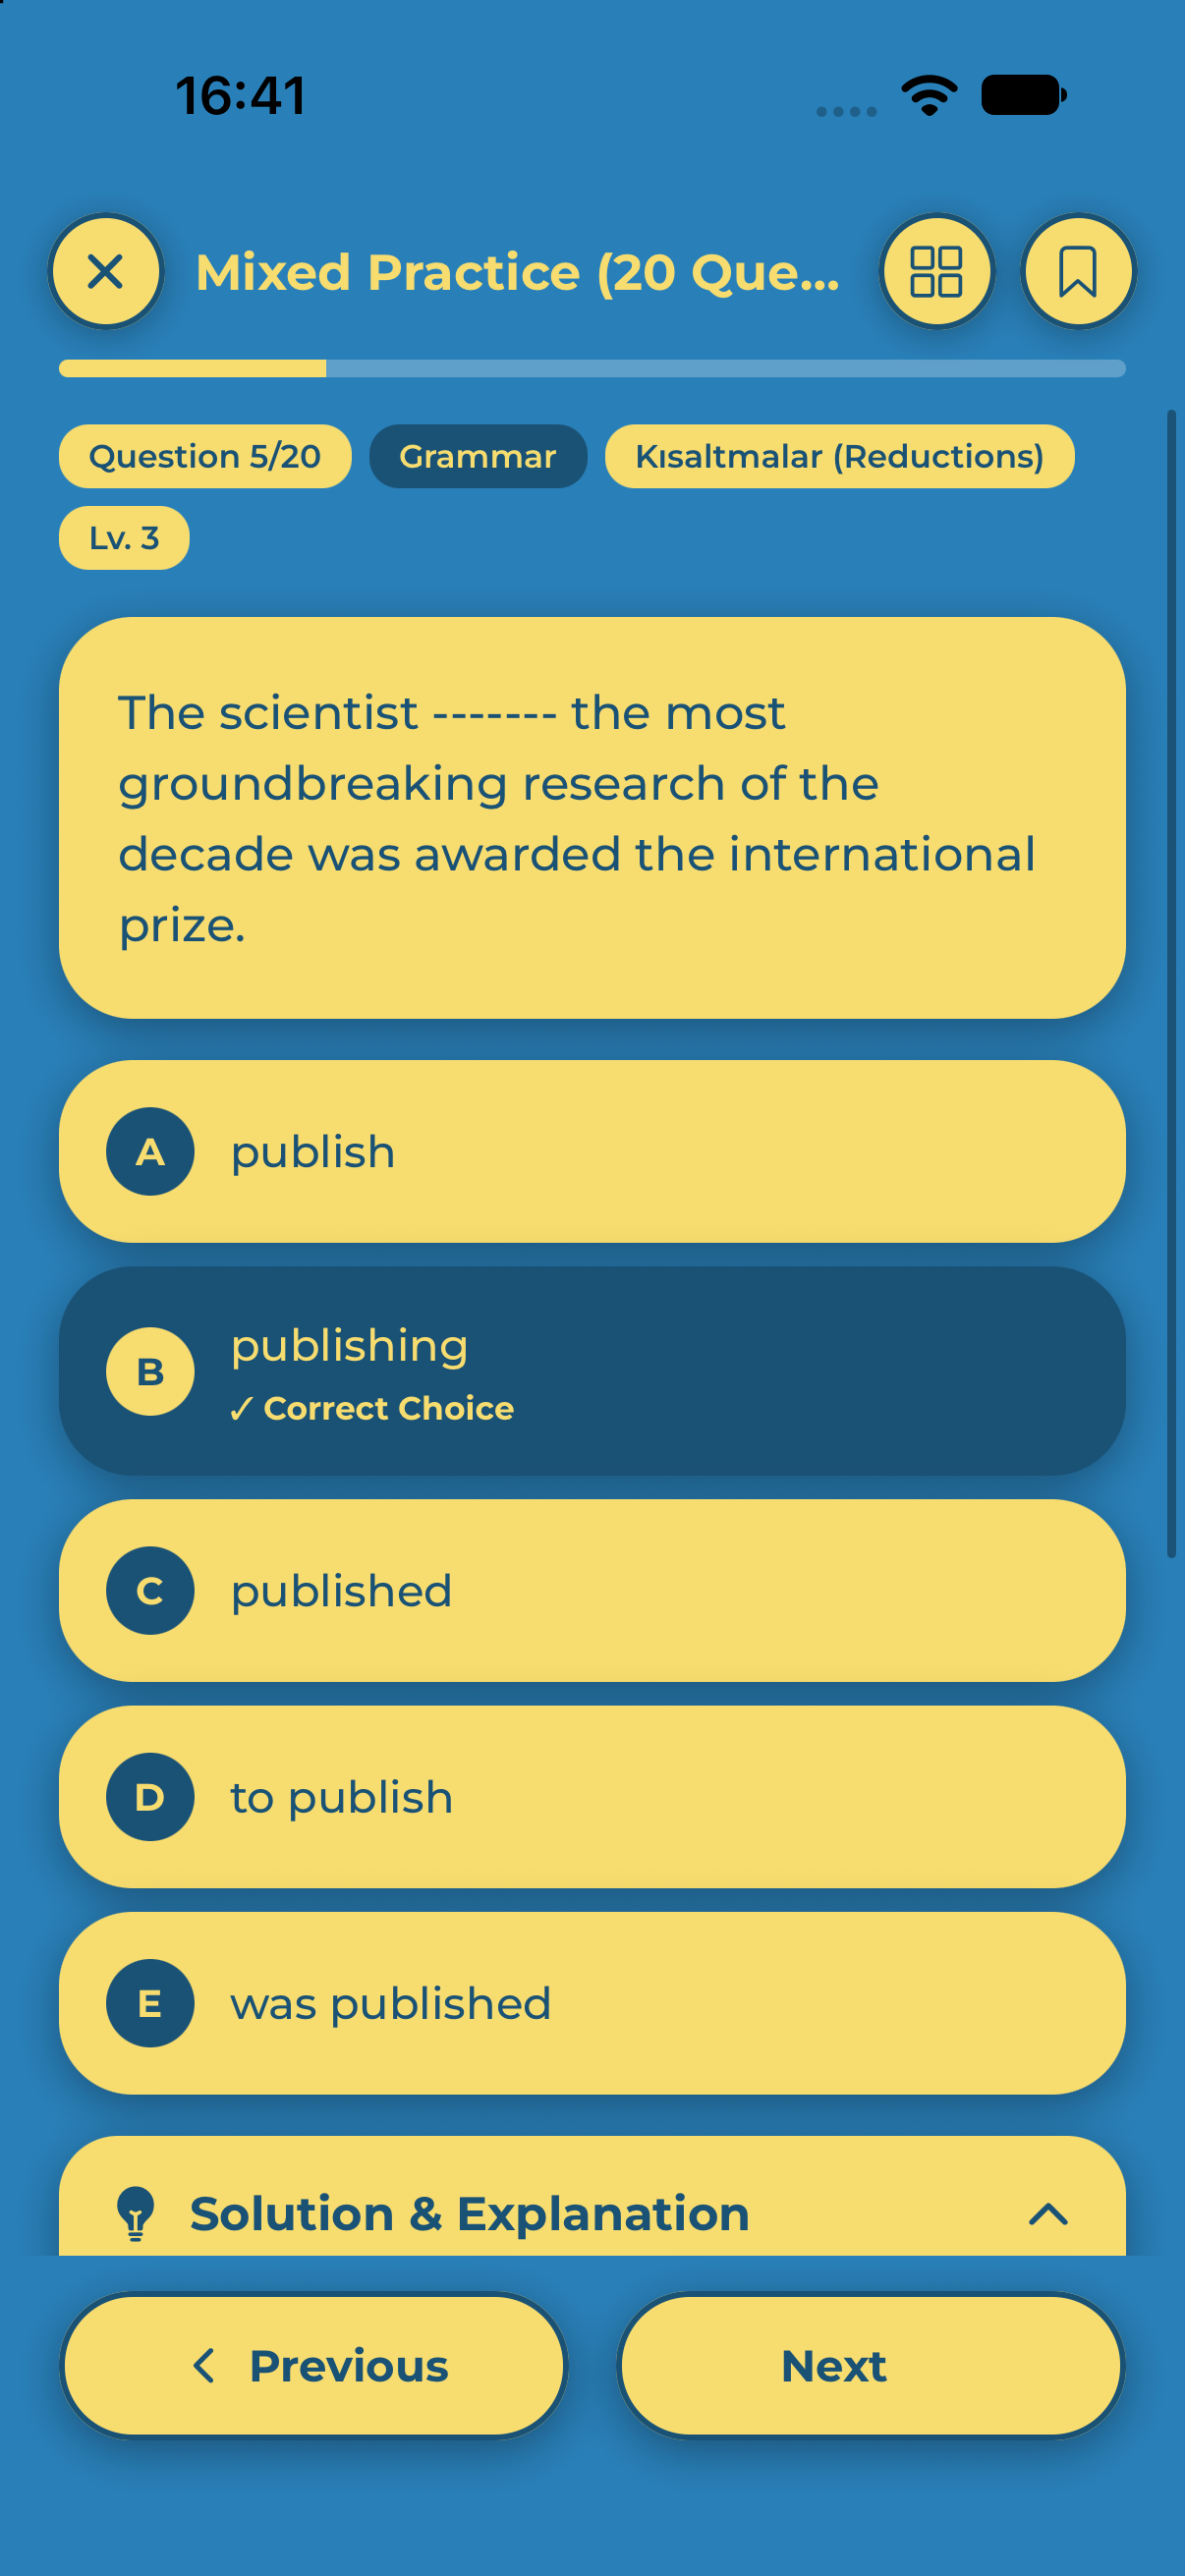 16:41
Mixed Practice (20 Que...
Question 5/20
Grammar
Kısaltmalar (Reductions)
Lv. 3
The scientist ------- the most
groundbreaking research of the
decade was awarded the international
prize.
A
publish
B
publishing
✓ Correct Choice
C
published
D
to publish
E
was published
Solution & Explanation
Previous
Next